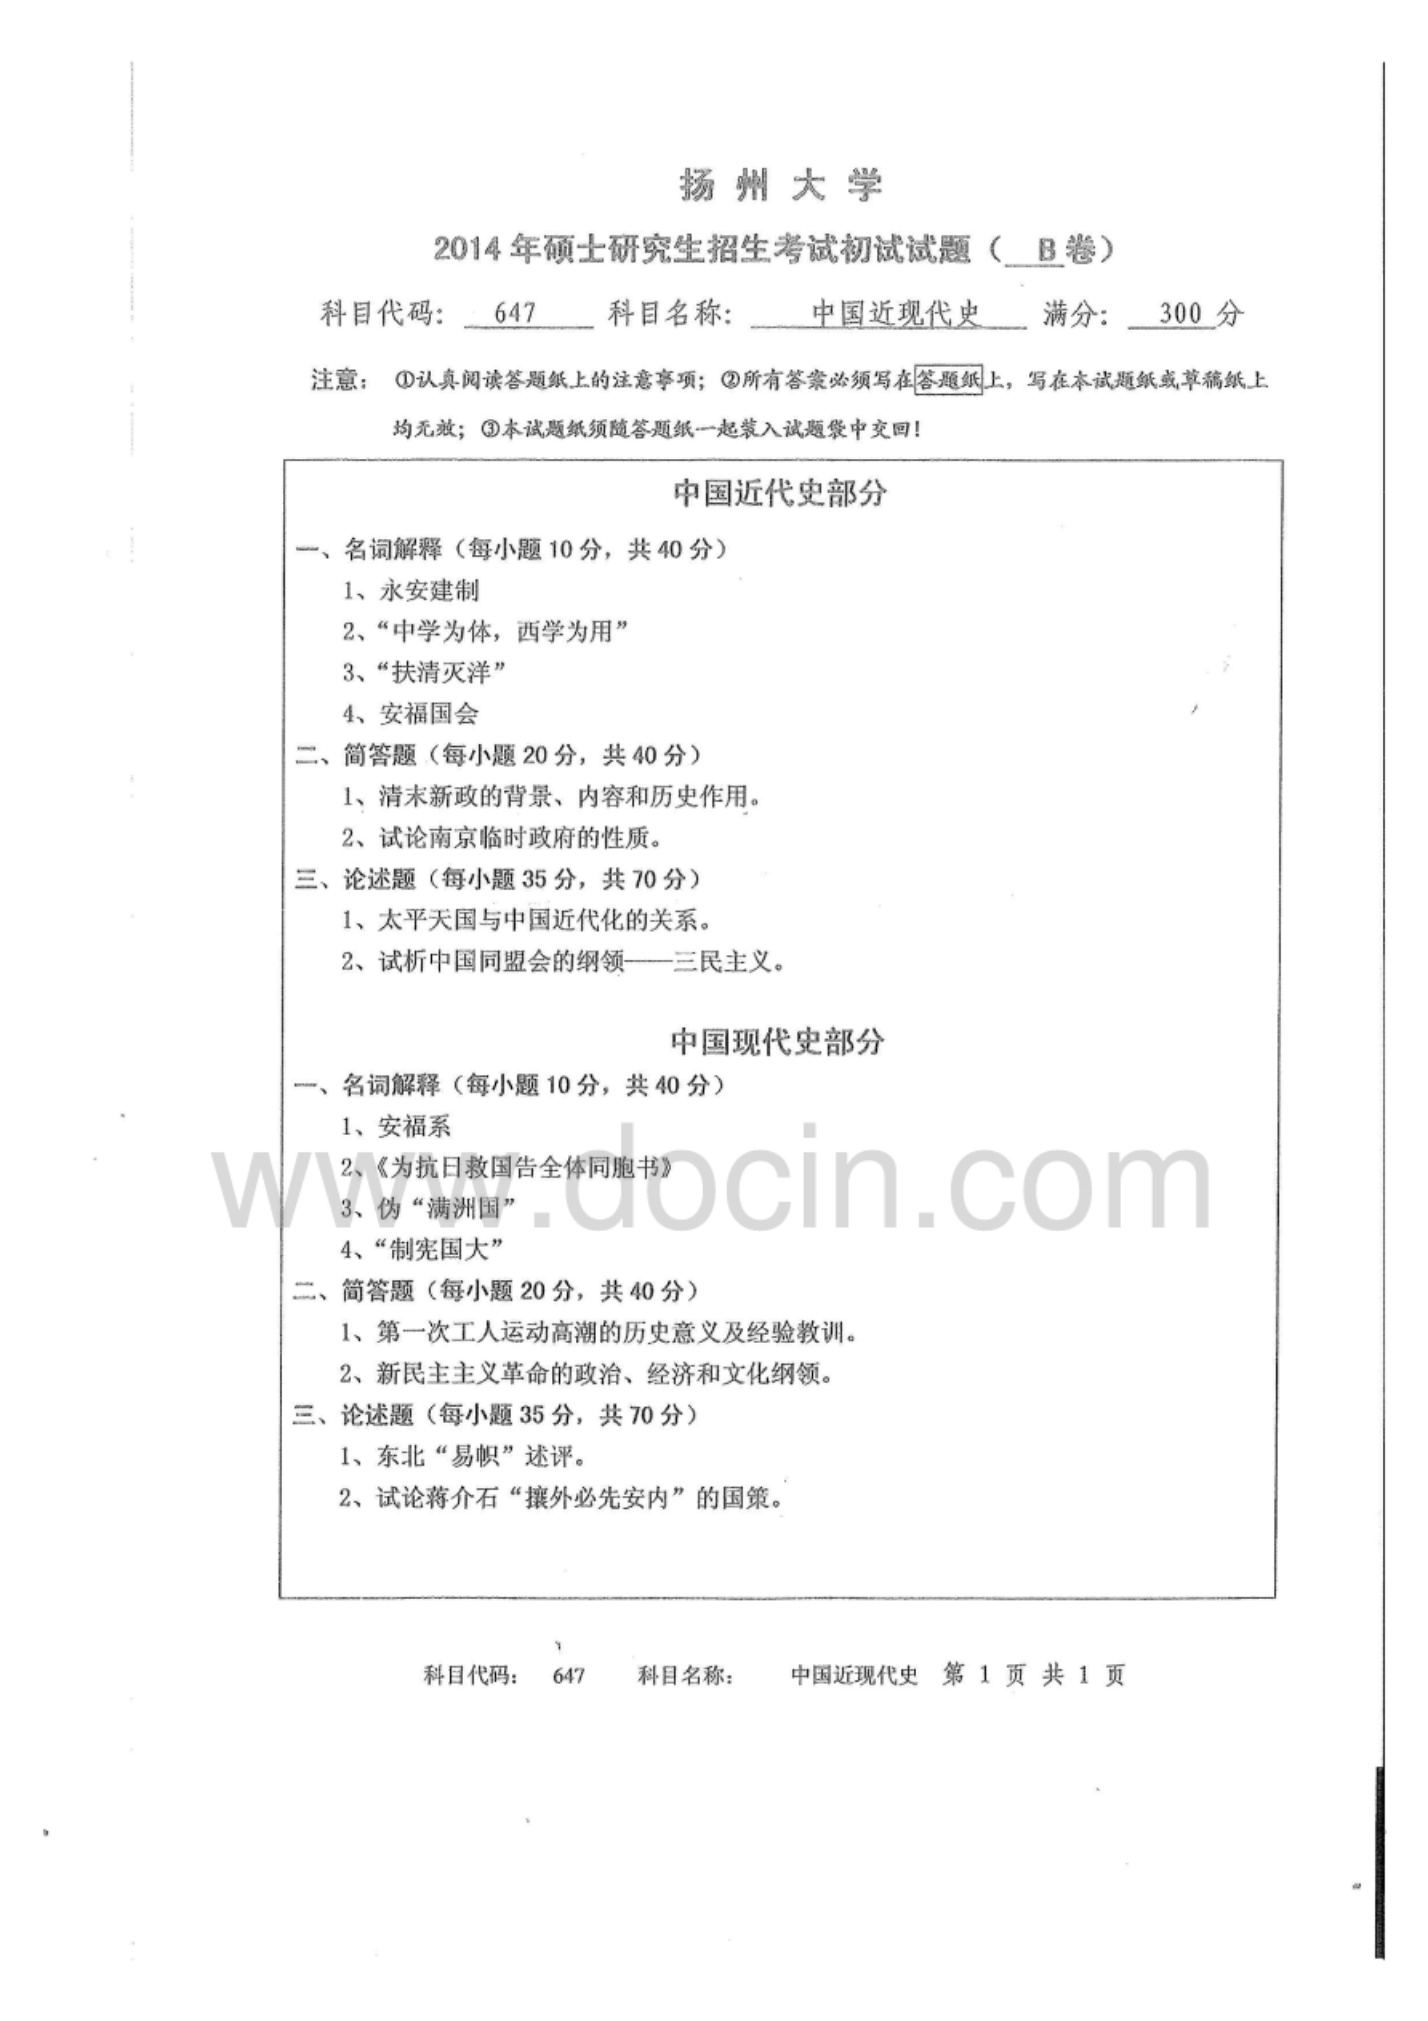 扬州大学
2014年硕士研究生招生考试初试试题（ B 卷）
科目代码： 647 科目名称： 中国近现代史 满分： 300 分
注意： ①认真阅读答题纸上的注意事项；②所有答案必须写在答题纸上，写在本试题纸或草稿纸上
均无效；③本试题纸须随答题纸一起装入试题袋中交回！
中国近代史部分
一、名词解释（每小题10分，共40分）
1、永安建制
2、“中学为体，西学为用”
3、“扶清灭洋”
4、安福国会
二、简答题（每小题20分，共40分）
1、清末新政的背景、内容和历史作用。
2、试论南京临时政府的性质。
三、论述题（每小题35分，共70分）
1、太平天国与中国近代化的关系。
2、试析中国同盟会的纲领——三民主义。
中国现代史部分
一、名词解释（每小题10分，共40分）
1、安福系
www.docin.com
2、《为抗日救国告全体同胞书》
3、伪“满洲国”
4、“制宪国大”
二、简答题（每小题20分，共40分）
1、第一次工人运动高潮的历史意义及经验教训。
2、新民主主义革命的政治、经济和文化纲领。
三、论述题（每小题35分，共70分）
1、东北“易帜”述评。
2、试论蒋介石“攘外必先安内”的国策。
科目代码： 647 科目名称： 中国近现代史 第 1 页 共 1 页